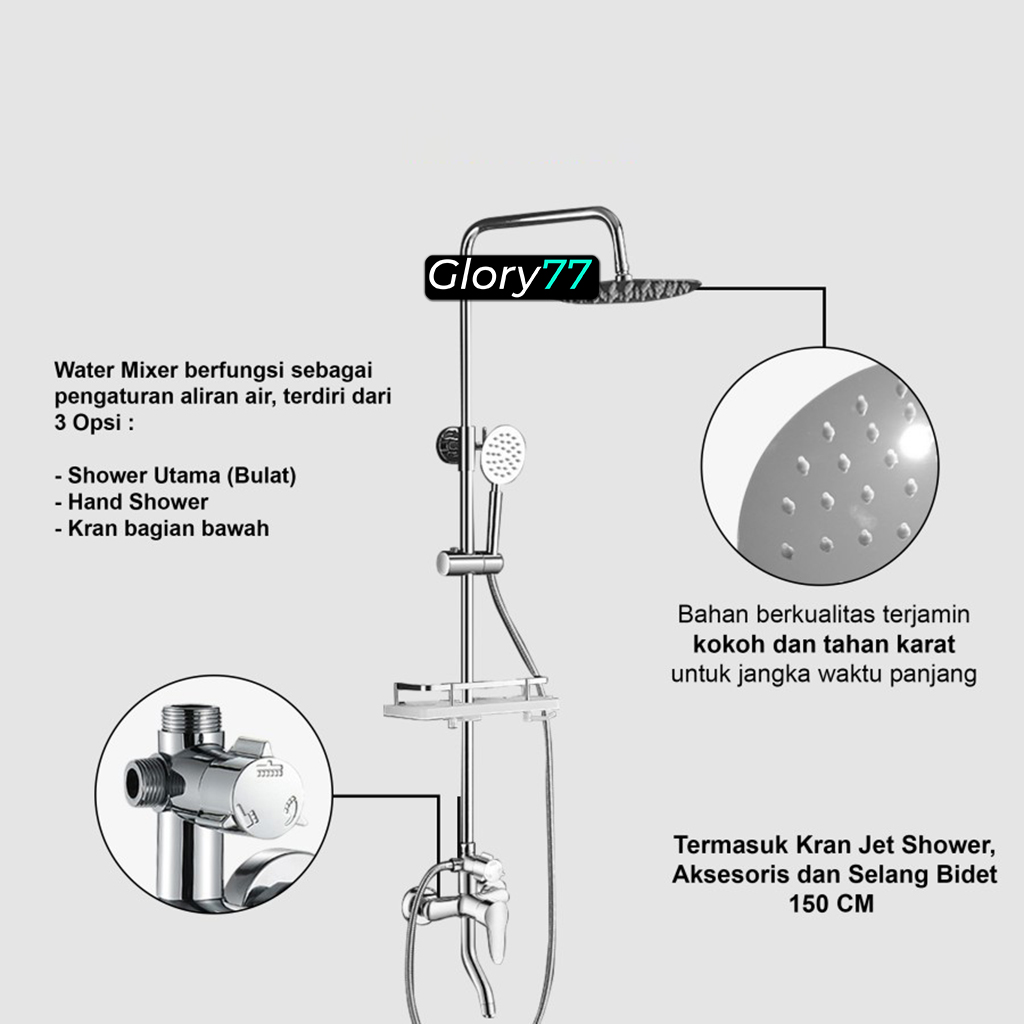 Glory77
Water Mixer berfungsi sebagai
pengaturan aliran air, terdiri dari
3 Opsi :
- Shower Utama (Bulat)
- Hand Shower
- Kran bagian bawah
Bahan berkualitas terjamin
kokoh dan tahan karat
untuk jangka waktu panjang
Termasuk Kran Jet Shower,
Aksesoris dan Selang Bidet
150 CM